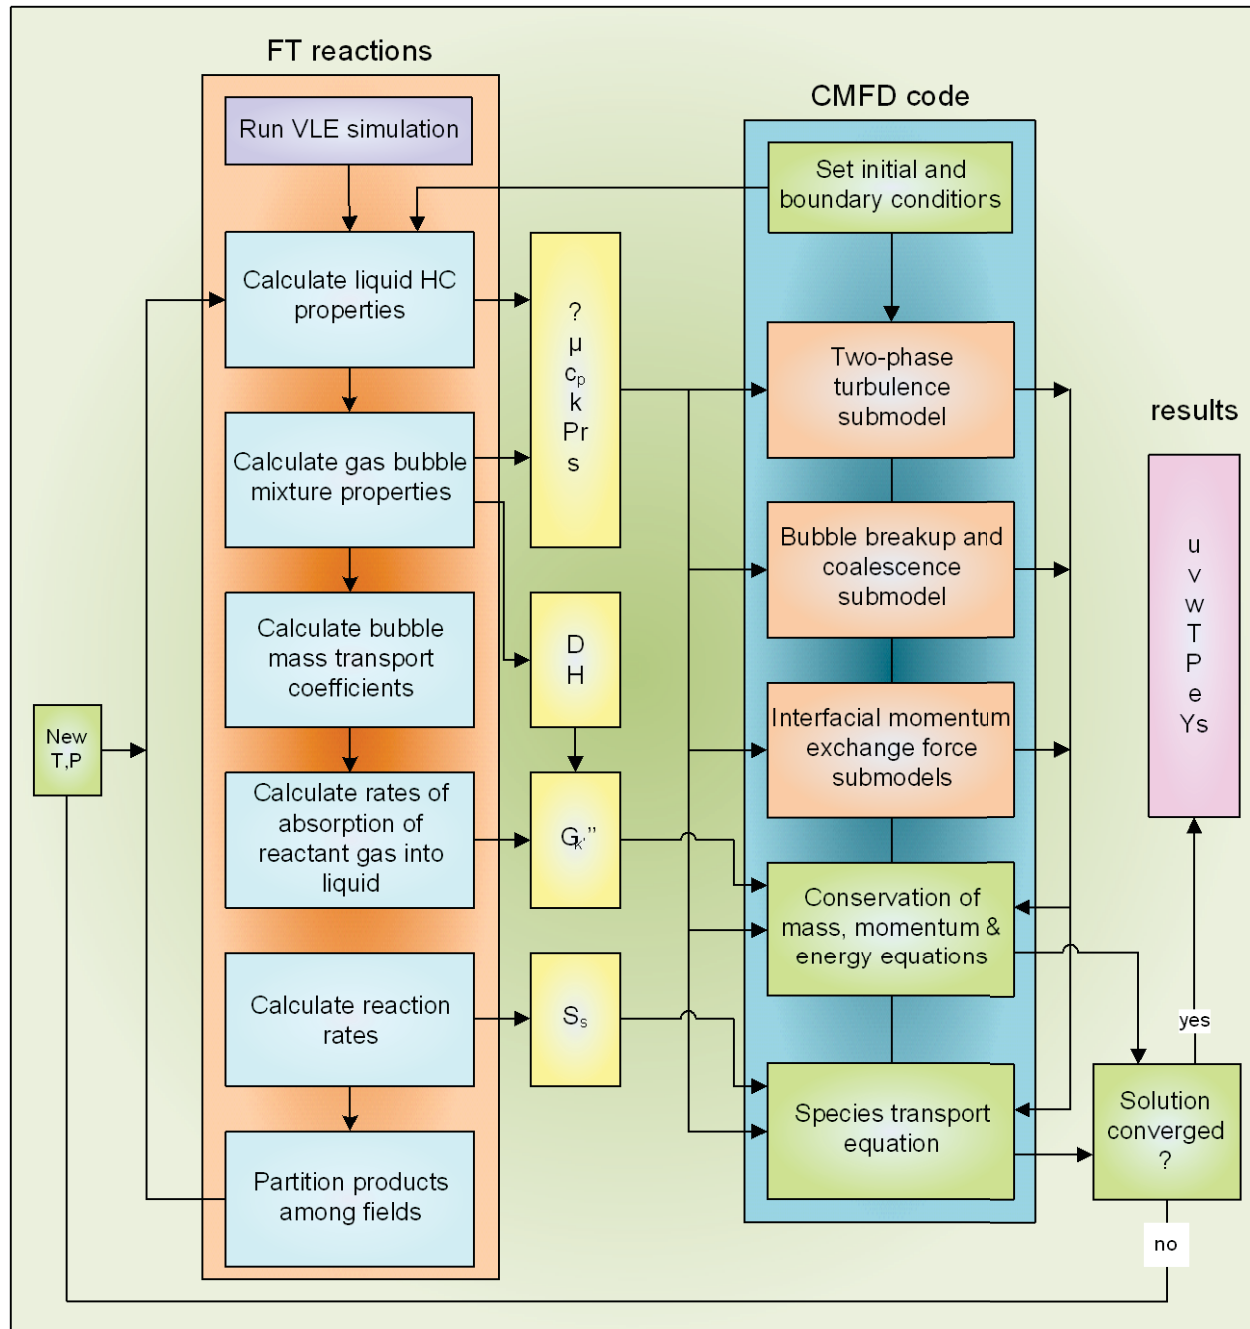 FT reactions
Run VLE simulation
Calculate liquid HC
properties
Calculate gas bubble
mixture properties
Calculate bubble
mass transport
coefficients
Calculate rates of
absorption of
reactant gas into
liquid
Calculate reaction
rates
Partition products
among fields
New
T,P
?
μ
cp
k
Pr
s
D
H
Gk'''
Ss
CMFD code
Set initial and
boundary conditions
Two-phase
turbulence
submodel
Bubble breakup and
coalescence
submodel
Interfacial momentum
exchange force
submodels
Conservation of
mass, momentum &
energy equations
Species transport
equation
results
u
v
w
T
P
e
Ys
yes
Solution
converged
?
no